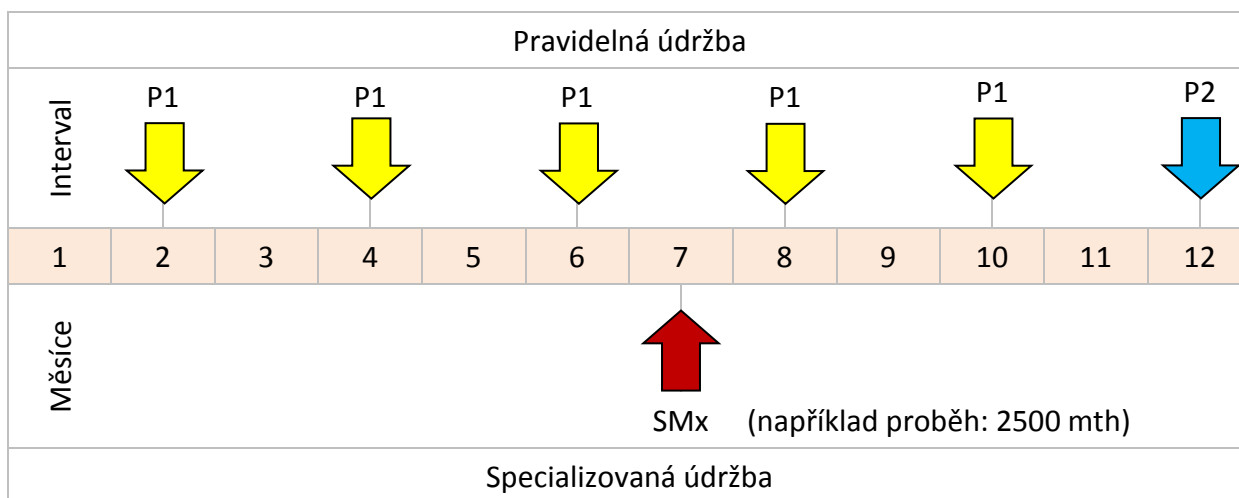 Pravidelná údržba
Interval
P1 P1 P1 P1 P1 P2
1 2 3 4 5 6 7 8 9 10 11 12
Měsíce
SMx (například proběh: 2500 mth)
Specializovaná údržba